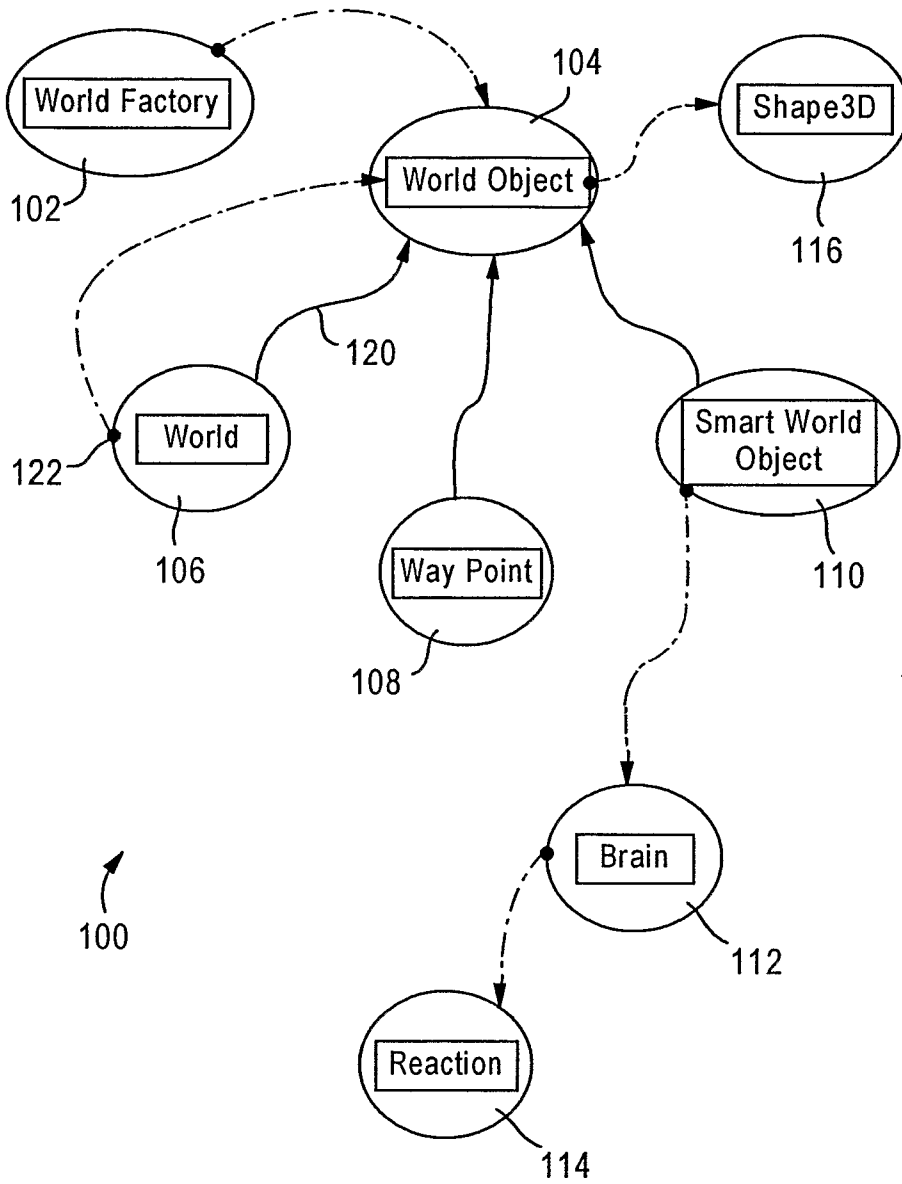 104
World Factory
Shape3D
World Object
102
116
120
World
Smart World
Object
122
106
Way Point
110
108
Brain
100
112
Reaction
114